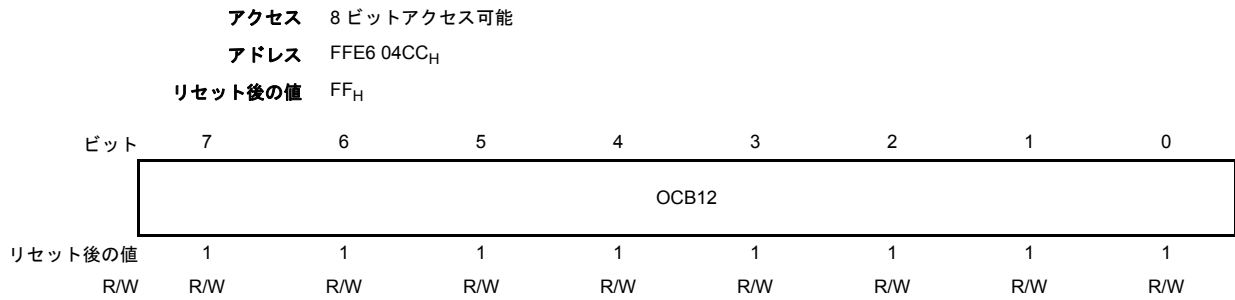 アクセス 8 ビットアクセス可能
アドレス FFE6 04CCH
リセット後の値 FFH
ビット 7 6 5 4 3 2 1 0
OCB12
リセット後の値 1 1 1 1 1 1 1 1
R/W R/W R/W R/W R/W R/W R/W R/W R/W